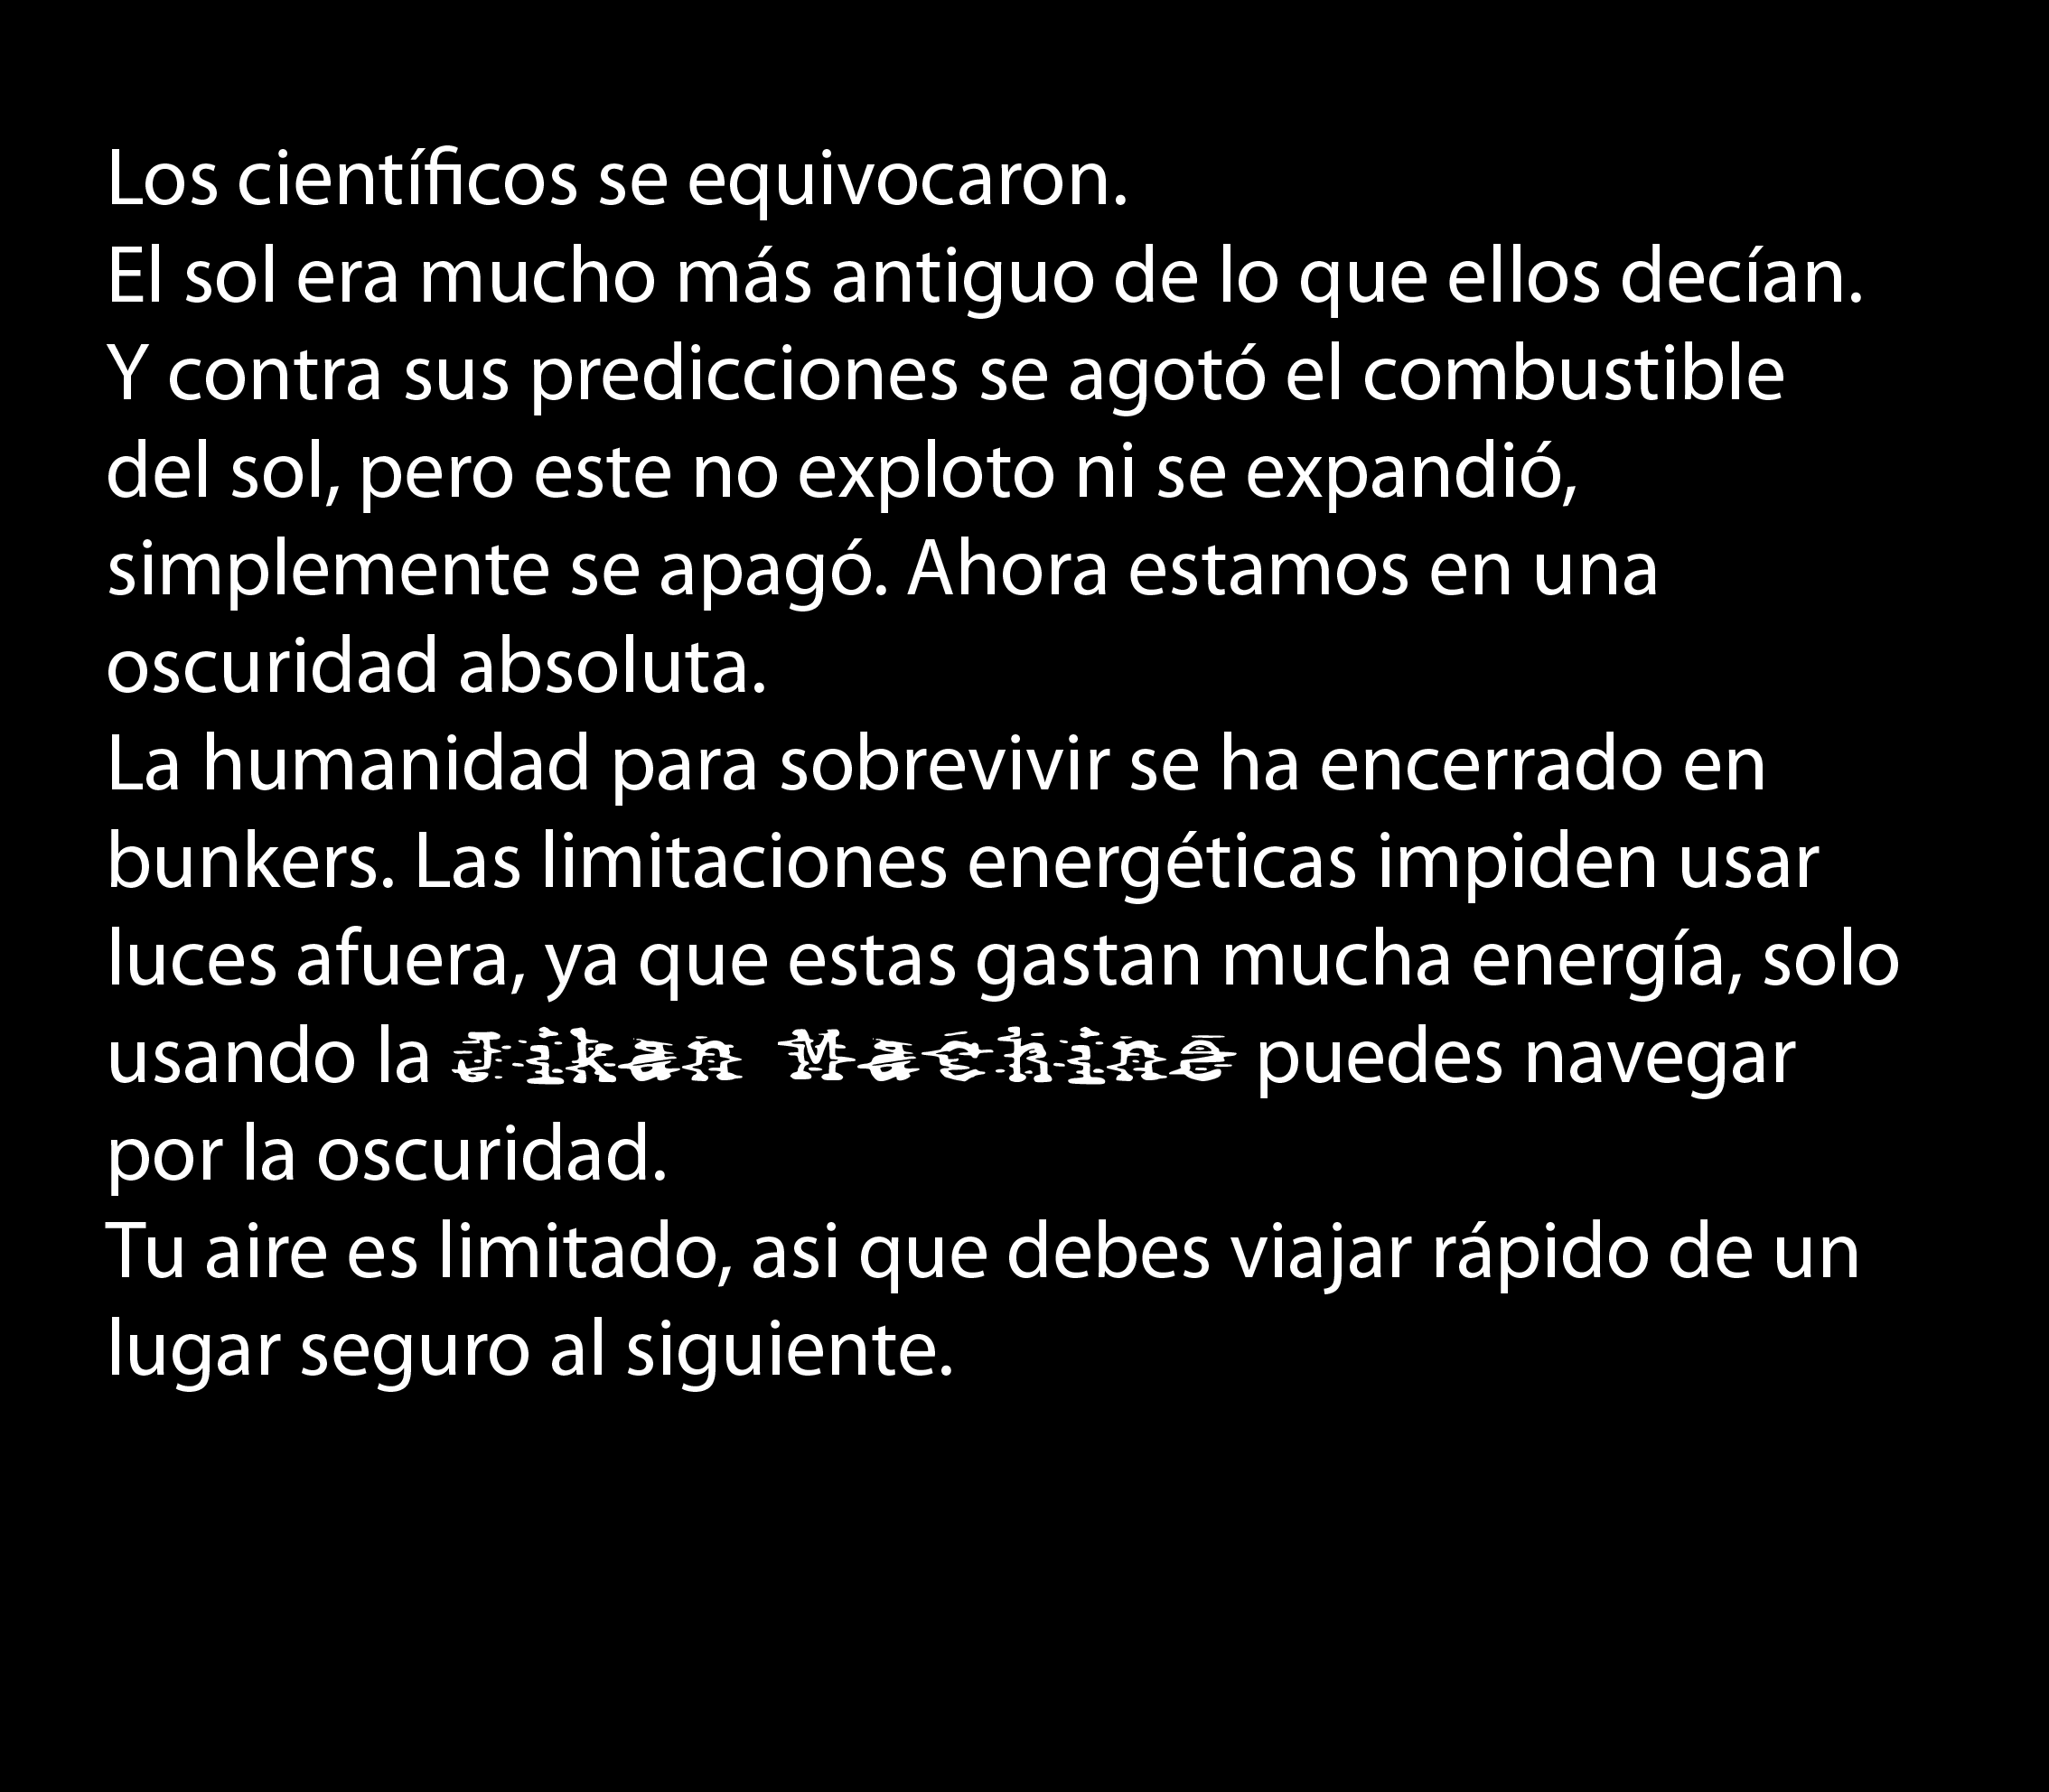 Los científicos se equivocaron.
El sol era mucho más antiguo de lo que ellos decían.
Y contra sus predicciones se agotó el combustible
del sol, pero este no exploto ni se expandió,
simplemente se apagó. Ahora estamos en una
oscuridad absoluta.
La humanidad para sobrevivir se ha encerrado en
bunkers. Las limitaciones energéticas impiden usar
luces afuera, ya que estas gastan mucha energía, solo
usando la Jikan Machine puedes navegar
por la oscuridad.
Tu aire es limitado, asi que debes viajar rápido de un
lugar seguro al siguiente.